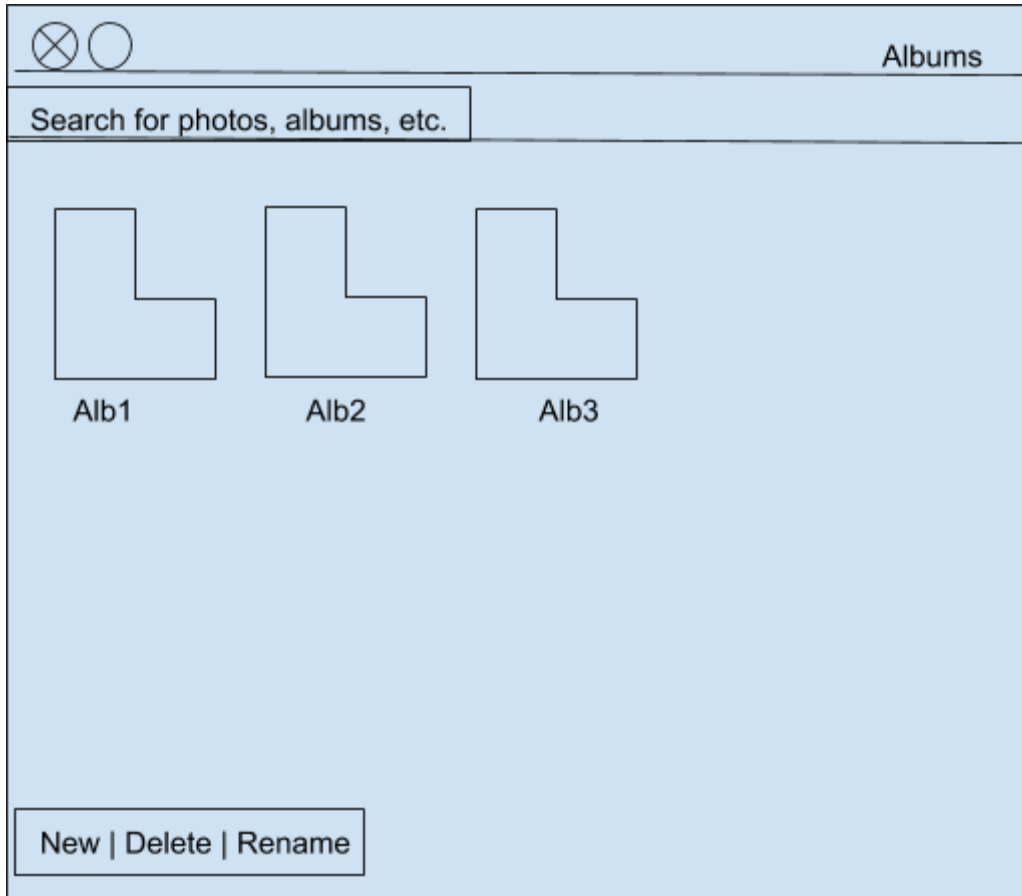 Albums
Search for photos, albums, etc.
Alb1 Alb2 Alb3
New | Delete | Rename